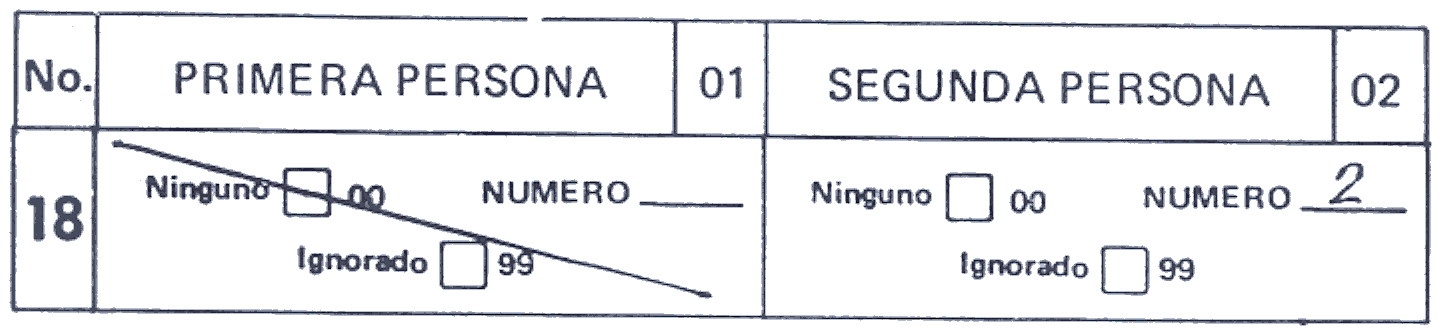 No. PRIMERA PERSONA 01 SEGUNDA PERSONA 02
18 Ninguno 00 NUMERO Ninguno 00 NUMERO 2
Ignorado 99 Ignorado 99